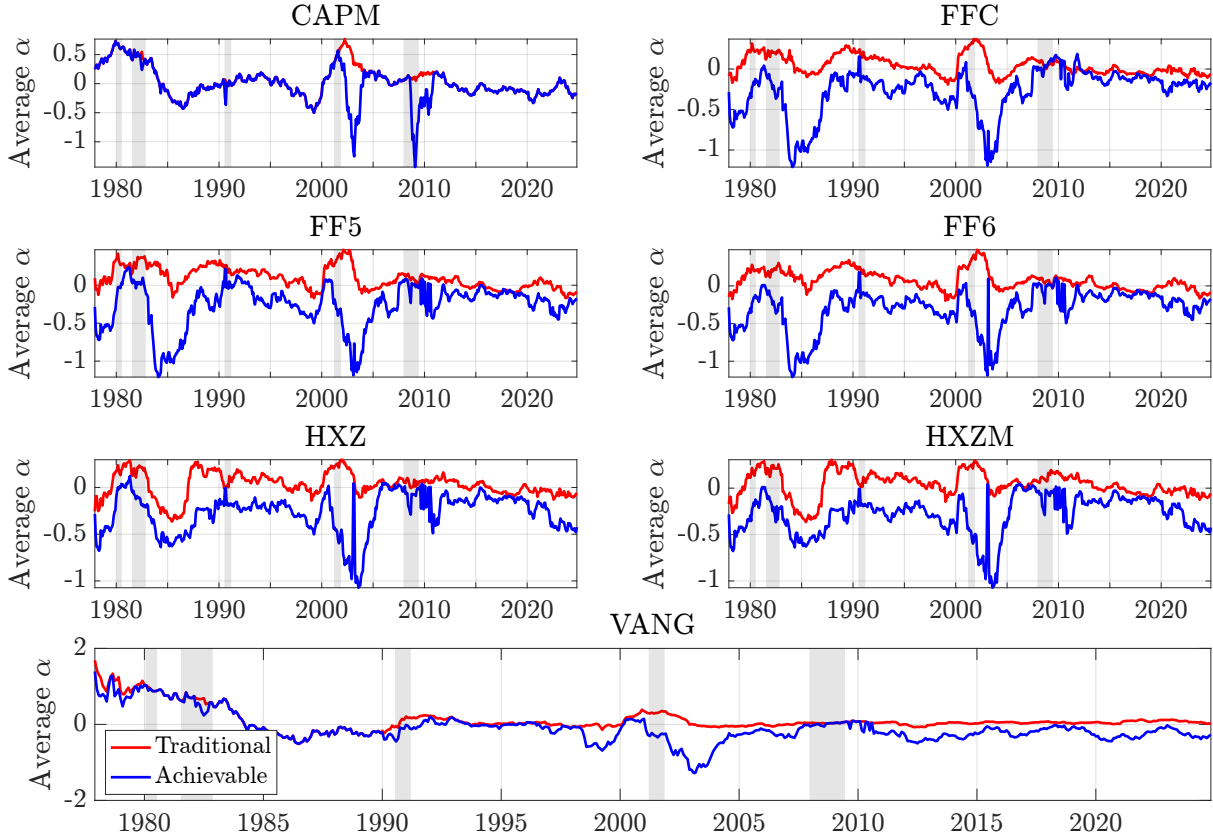 CAPM
Average α
0.5
0
-0.5
-1
1980 1990 2000 2010 2020
FFC
Average α
0
-0.5
-1
1980 1990 2000 2010 2020
FF5
Average α
0
-0.5
-1
1980 1990 2000 2010 2020
FF6
Average α
0
-0.5
-1
1980 1990 2000 2010 2020
HXZ
Average α
0
-0.5
-1
1980 1990 2000 2010 2020
HXZM
Average α
0
-0.5
-1
1980 1990 2000 2010 2020
VANG
Average α
2
0
-2
Traditional
Achievable
1980 1985 1990 1995 2000 2005 2010 2015 2020